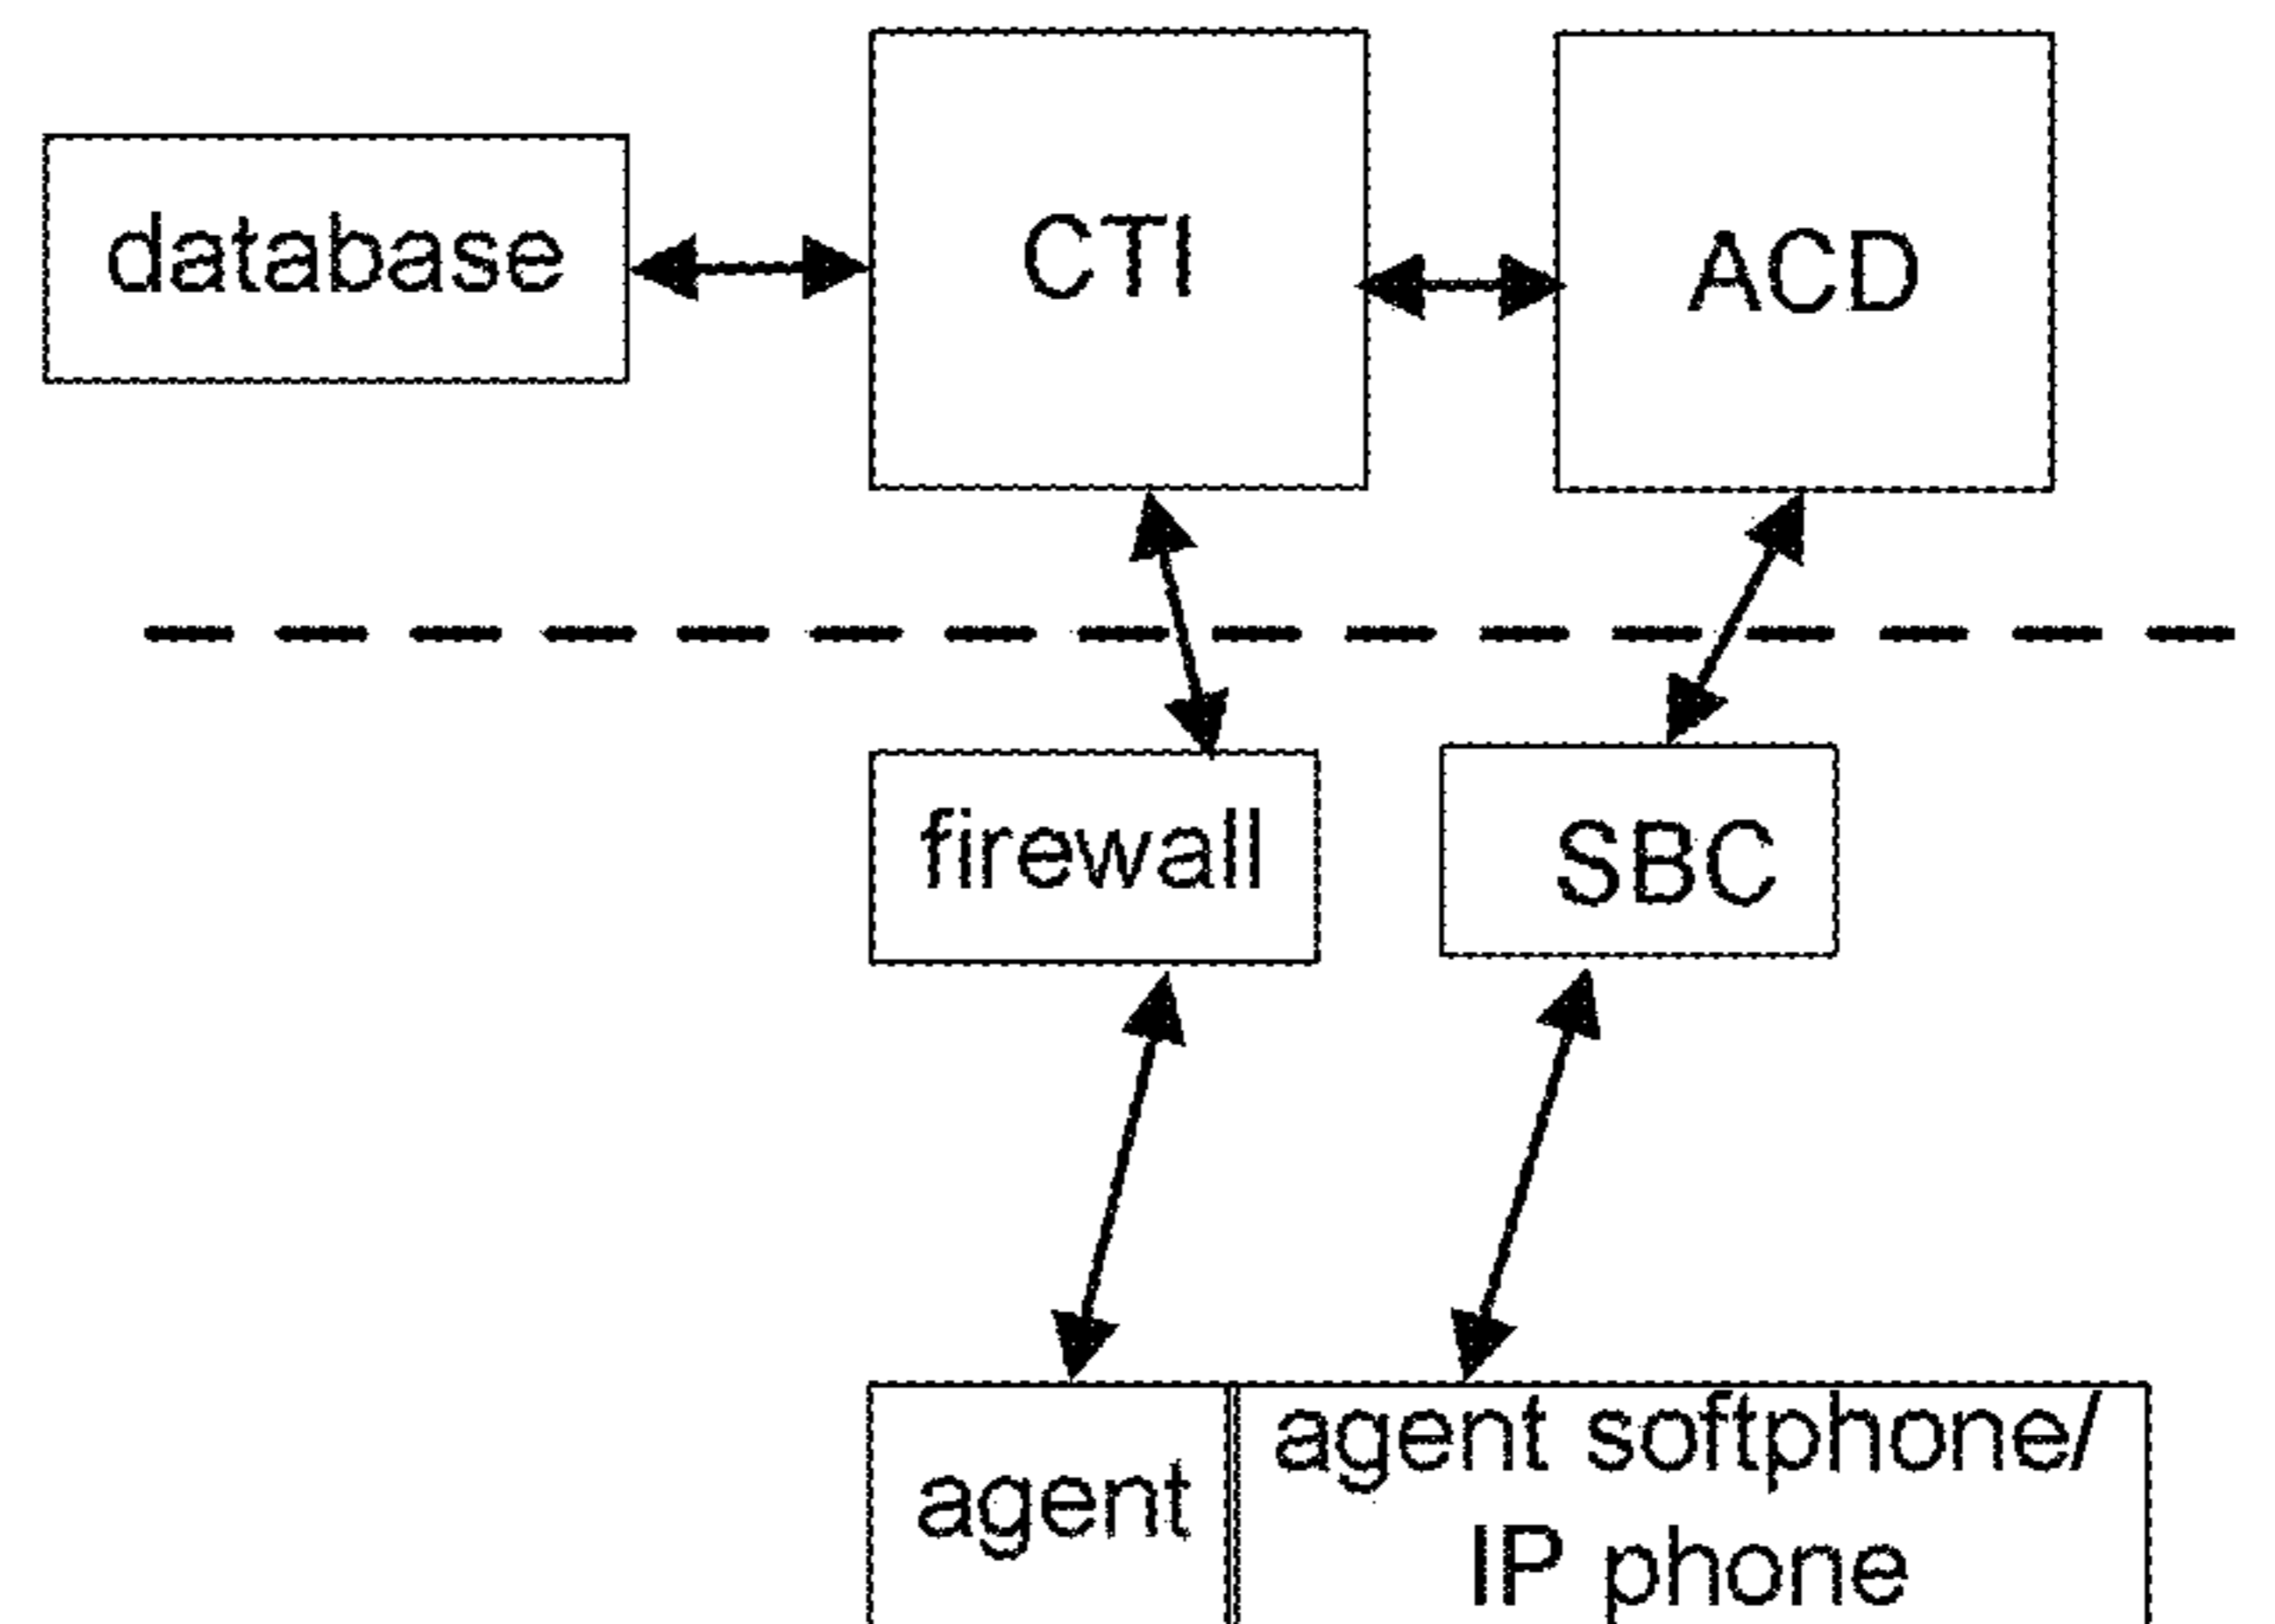 database
CTI
ACD
firewall
SBC
agent
agent softphone/
IP phone